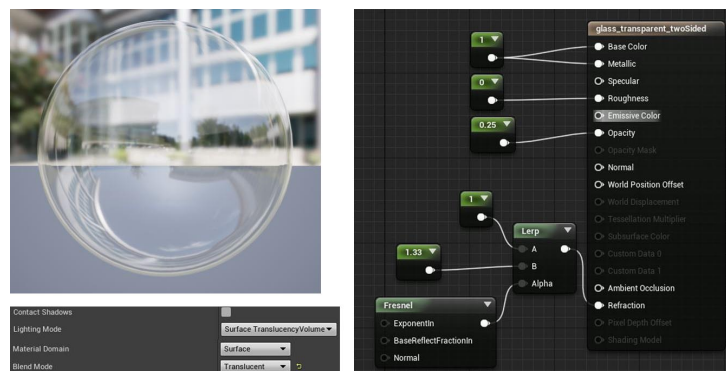 Contact Shadows
Lighting Mode
Surface TranslucencyVolume
Material Domain
Surface
Blend Mode
Translucent
glass_transparent_twoSided
1
Base Color
Metallic
Specular
0
Roughness
Emissive Color
0.25
Opacity
Opacity Mask
Normal
World Position Offset
World Displacement
Tessellation Multiplier
Subsurface Color
Custom Data 0
Custom Data 1
Ambient Occlusion
Refraction
Pixel Depth Offset
Shading Model
1
Lerp
A
B
Alpha
1.33
Fresnel
ExponentIn
BaseReflectFractionIn
Normal